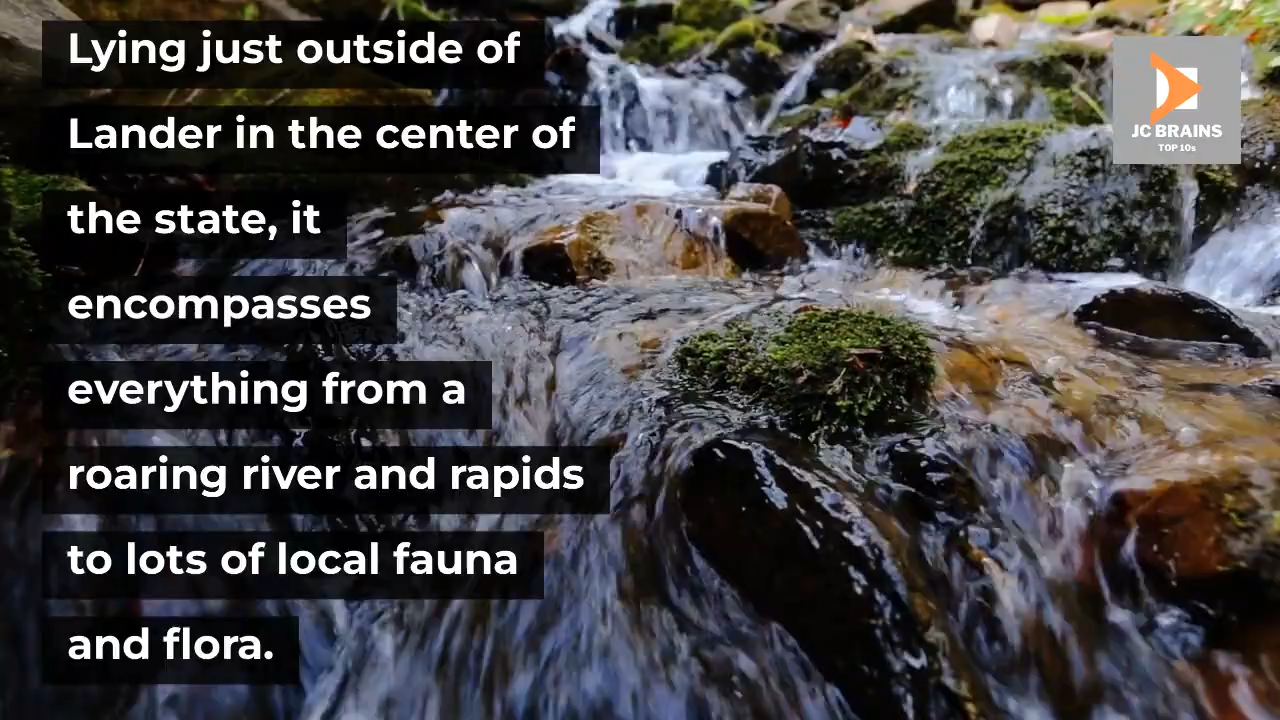 Lying just outside of
Lander in the center of
the state, it
encompasses
everything from a
roaring river and rapids
to lots of local fauna
and flora.
JC BRAINS
TOP 10s